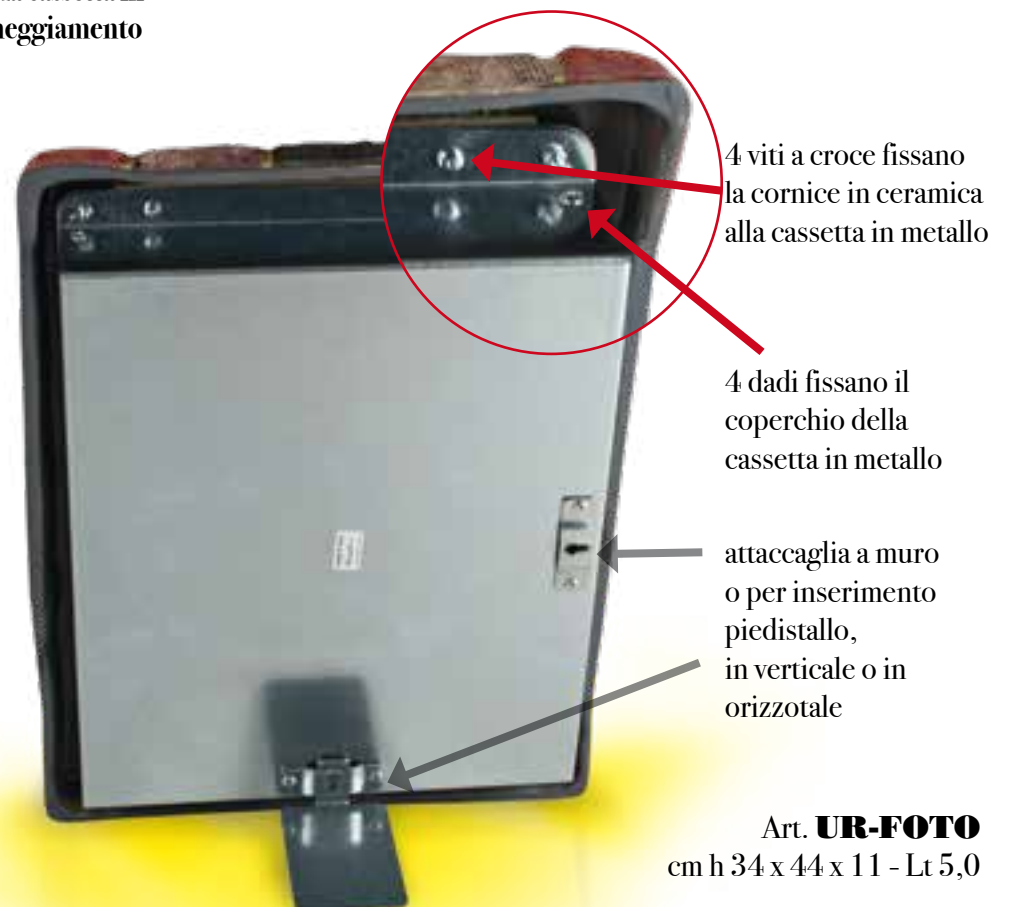 neggiamento
4 viti a croce fissano
la cornice in ceramica
alla cassetta in metallo
4 dadi fissano il
coperchio della
cassetta in metallo
attaccaglia a muro
o per inserimento
piedistallo,
in verticale o in
orizzotale
Art. UR-FOTO
cm h 34 x 44 x 11 - Lt 5,0